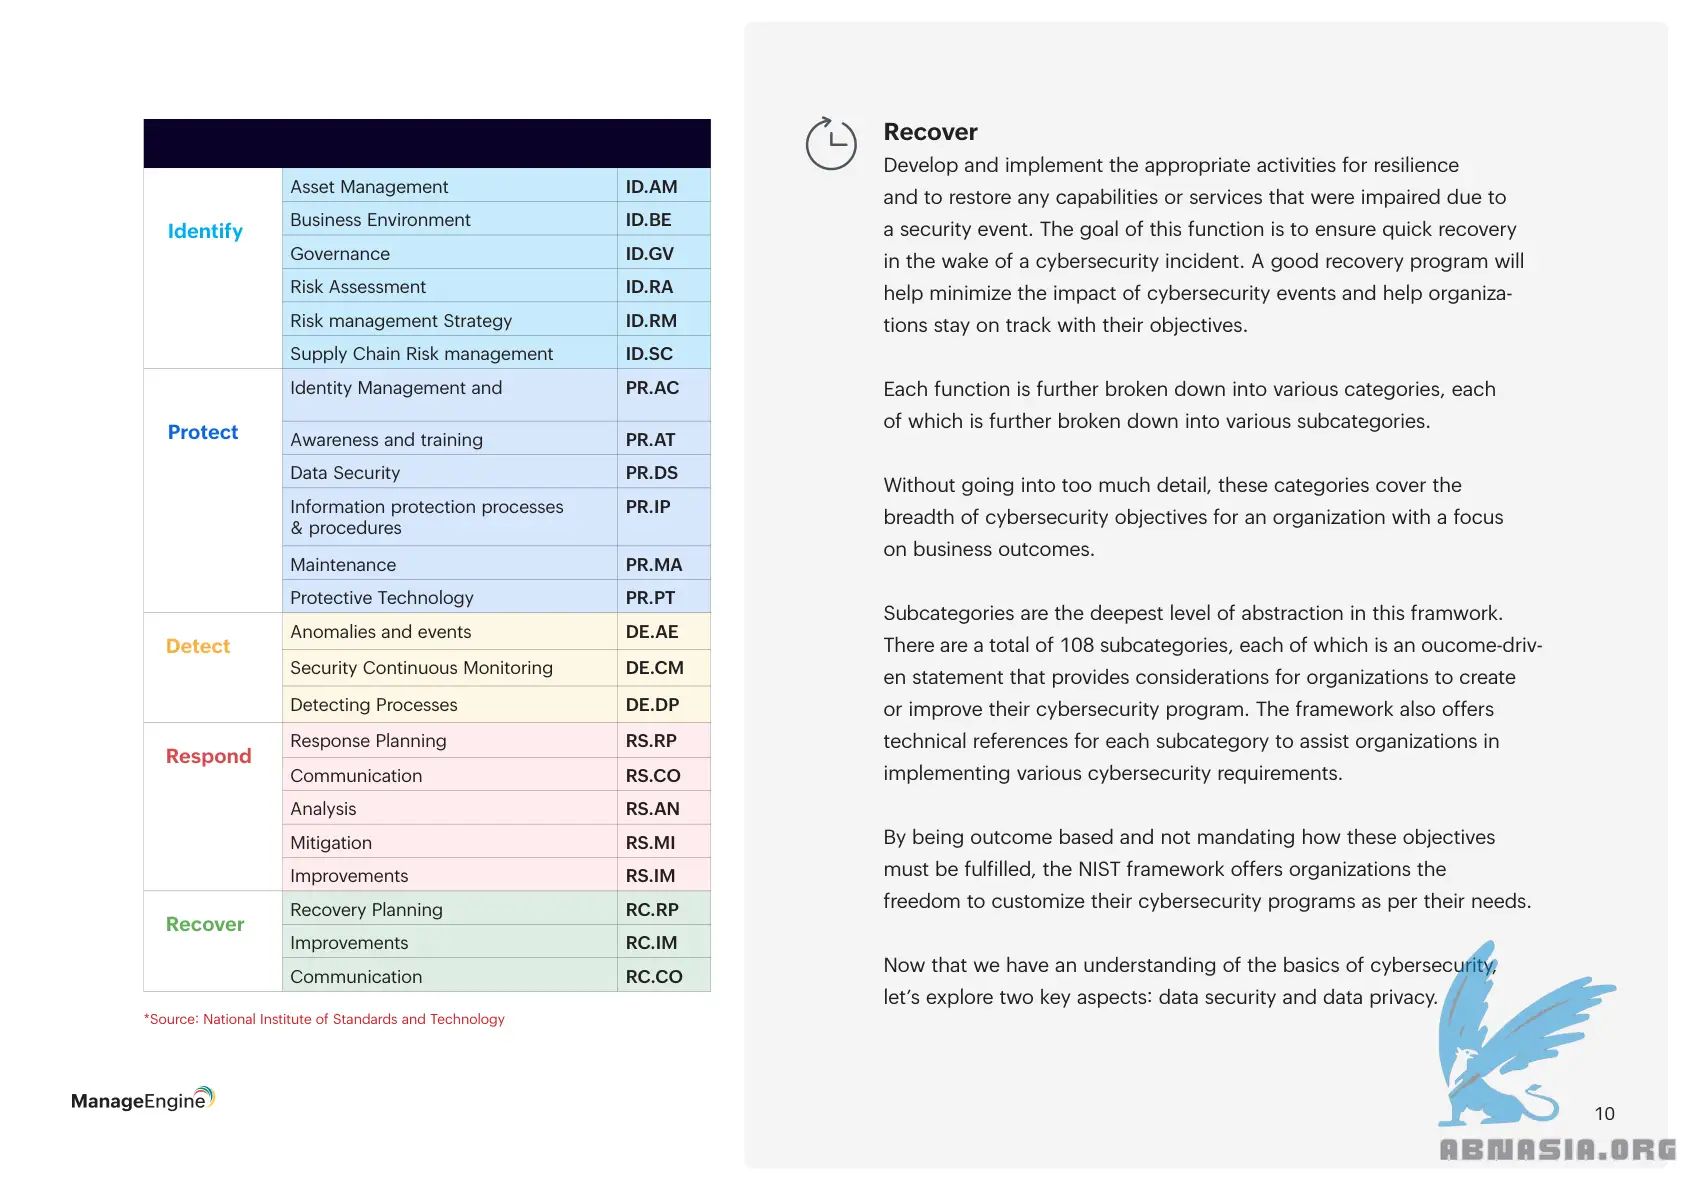 Identify
Asset Management ID.AM
Business Environment ID.BE
Governance ID.GV
Risk Assessment ID.RA
Risk management Strategy ID.RM
Supply Chain Risk management ID.SC
Protect
Identity Management and PR.AC
Awareness and training PR.AT
Data Security PR.DS
Information protection processes PR.IP
& procedures
Maintenance PR.MA
Protective Technology PR.PT
Detect
Anomalies and events DE.AE
Security Continuous Monitoring DE.CM
Detecting Processes DE.DP
Respond
Response Planning RS.RP
Communication RS.CO
Analysis RS.AN
Mitigation RS.MI
Improvements RS.IM
Recover
Recovery Planning RC.RP
Improvements RC.IM
Communication RC.CO
*Source: National Institute of Standards and Technology
ManageEngine
Recover
Develop and implement the appropriate activities for resilience
and to restore any capabilities or services that were impaired due to
a security event. The goal of this function is to ensure quick recovery
in the wake of a cybersecurity incident. A good recovery program will
help minimize the impact of cybersecurity events and help organiza-
tions stay on track with their objectives.
Each function is further broken down into various categories, each
of which is further broken down into various subcategories.
Without going into too much detail, these categories cover the
breadth of cybersecurity objectives for an organization with a focus
on business outcomes.
Subcategories are the deepest level of abstraction in this framwork.
There are a total of 108 subcategories, each of which is an oucome-driv-
en statement that provides considerations for organizations to create
or improve their cybersecurity program. The framework also offers
technical references for each subcategory to assist organizations in
implementing various cybersecurity requirements.
By being outcome based and not mandating how these objectives
must be fulfilled, the NIST framework offers organizations the
freedom to customize their cybersecurity programs as per their needs.
Now that we have an understanding of the basics of cybersecurity,
let's explore two key aspects: data security and data privacy.
10
ABNASIA.ORG